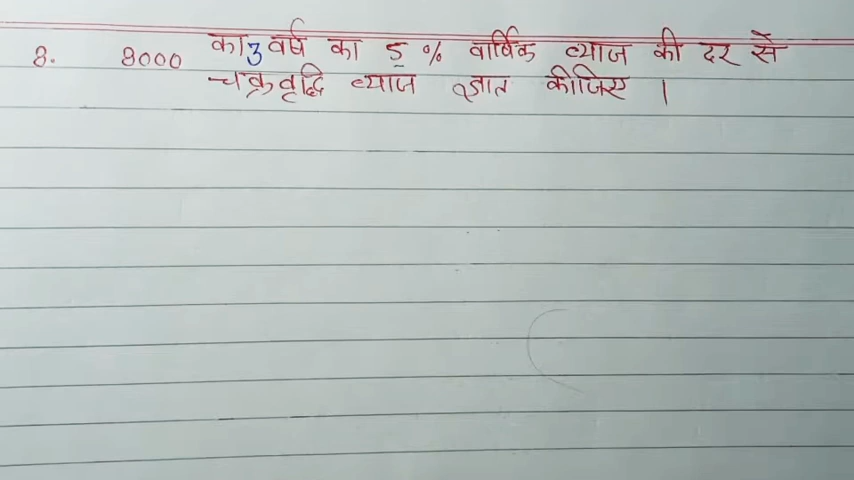 8. 8000 का 3 वर्ष का 5 % वार्षिक ब्याज की दर से
चक्रवृद्धि ब्याज ज्ञात कीजिए ।